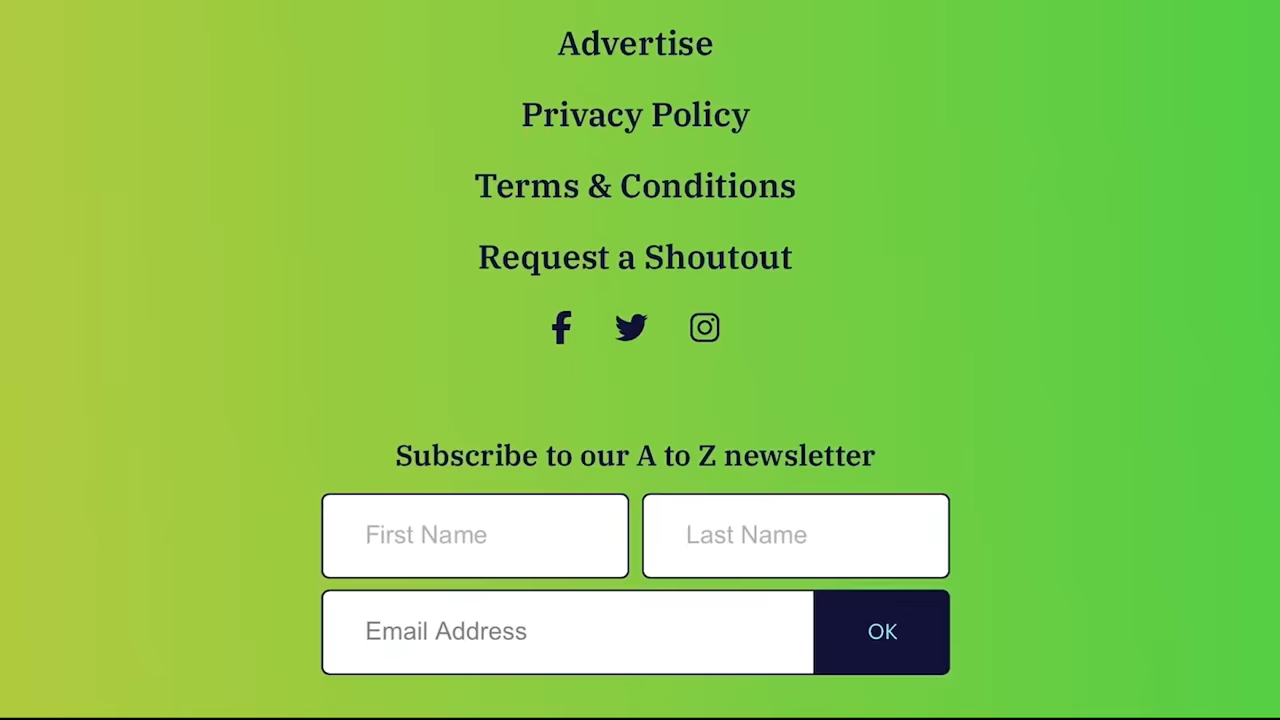 Advertise
Privacy Policy
Terms & Conditions
Request a Shoutout
Subscribe to our A to Z newsletter
First Name
Last Name
Email Address
OK